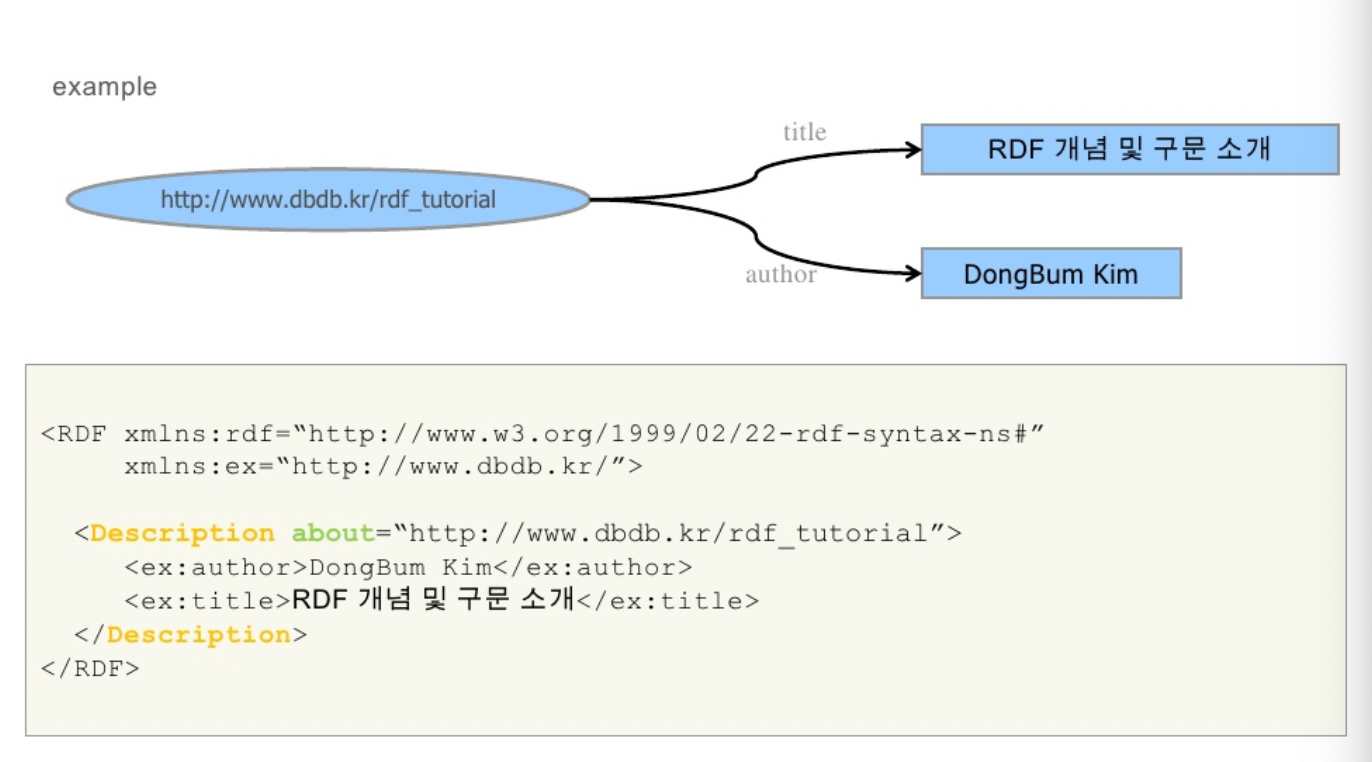 example
title
RDF 개념 및 구문 소개
http://www.dbdb.kr/rdf_tutorial
author
DongBum Kim
<RDF xmlns:rdf=“http://www.w3.org/1999/02/22-rdf-syntax-ns#”
xmlns:ex=“http://www.dbdb.kr/”>
<Description about=“http://www.dbdb.kr/rdf_tutorial”>
<ex:author>DongBum Kim</ex:author>
<ex:title>RDF 개념 및 구문 소개</ex:title>
</Description>
</RDF>